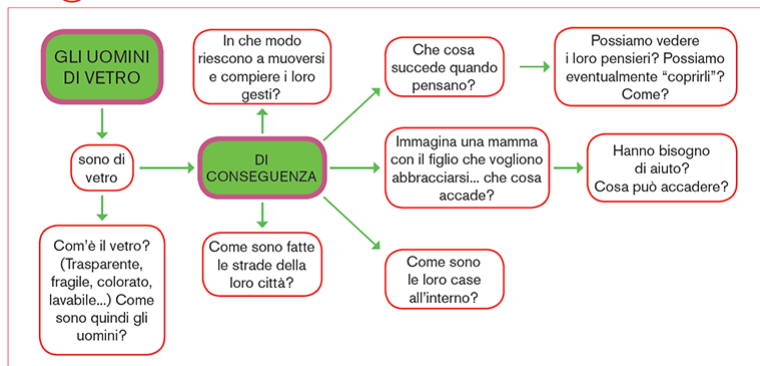 GLI UOMINI
DI VETRO
sono di
vetro
Com'è il vetro?
(Trasparente,
fragile, colorato,
lavabile...) Come
sono quindi gli
uomini?
In che modo
riescono a muoversi
e compiere i loro
gesti?
DI
CONSEGUENZA
Come sono fatte
le strade della
loro città?
Che cosa
succede quando
pensano?
Possiamo vedere
i loro pensieri? Possiamo
eventualmente "coprirli"?
Come?
Immagina una mamma
con il figlio che vogliono
abbracciarsi... che cosa
accade?
Hanno bisogno
di aiuto?
Cosa può accadere?
Come sono
le loro case
all'interno?